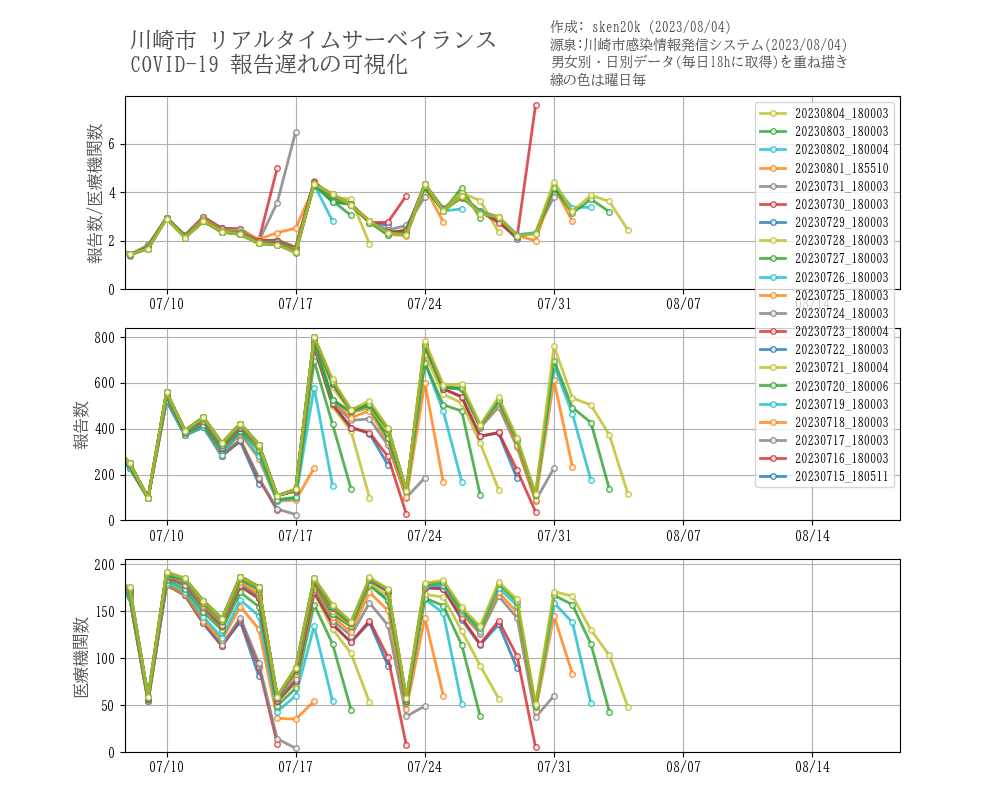 川崎市 リアルタイムサーベイランス
COVID-19 報告遅れの可視化
作成: sken20k (2023/08/04)
源泉:川崎市感染情報発信システム(2023/08/04)
男女別・日別データ(毎日18hに取得)を重ね描き
線の色は曜日毎
報告数/医療機関数
6
4
2
0
07/10 07/17 07/24 07/31 08/07 08/14
20230804_180003
20230803_180003
20230802_180004
20230801_185510
20230731_180003
20230730_180003
20230729_180003
20230728_180003
20230727_180003
20230726_180003
20230725_180003
20230724_180003
20230723_180004
20230722_180003
20230721_180004
20230720_180006
20230719_180003
20230718_180003
20230717_180003
20230716_180003
20230715_180511
報告数
800
600
400
200
0
07/10 07/17 07/24 07/31 08/07 08/14
医療機関数
200
150
100
50
0
07/10 07/17 07/24 07/31 08/07 08/14